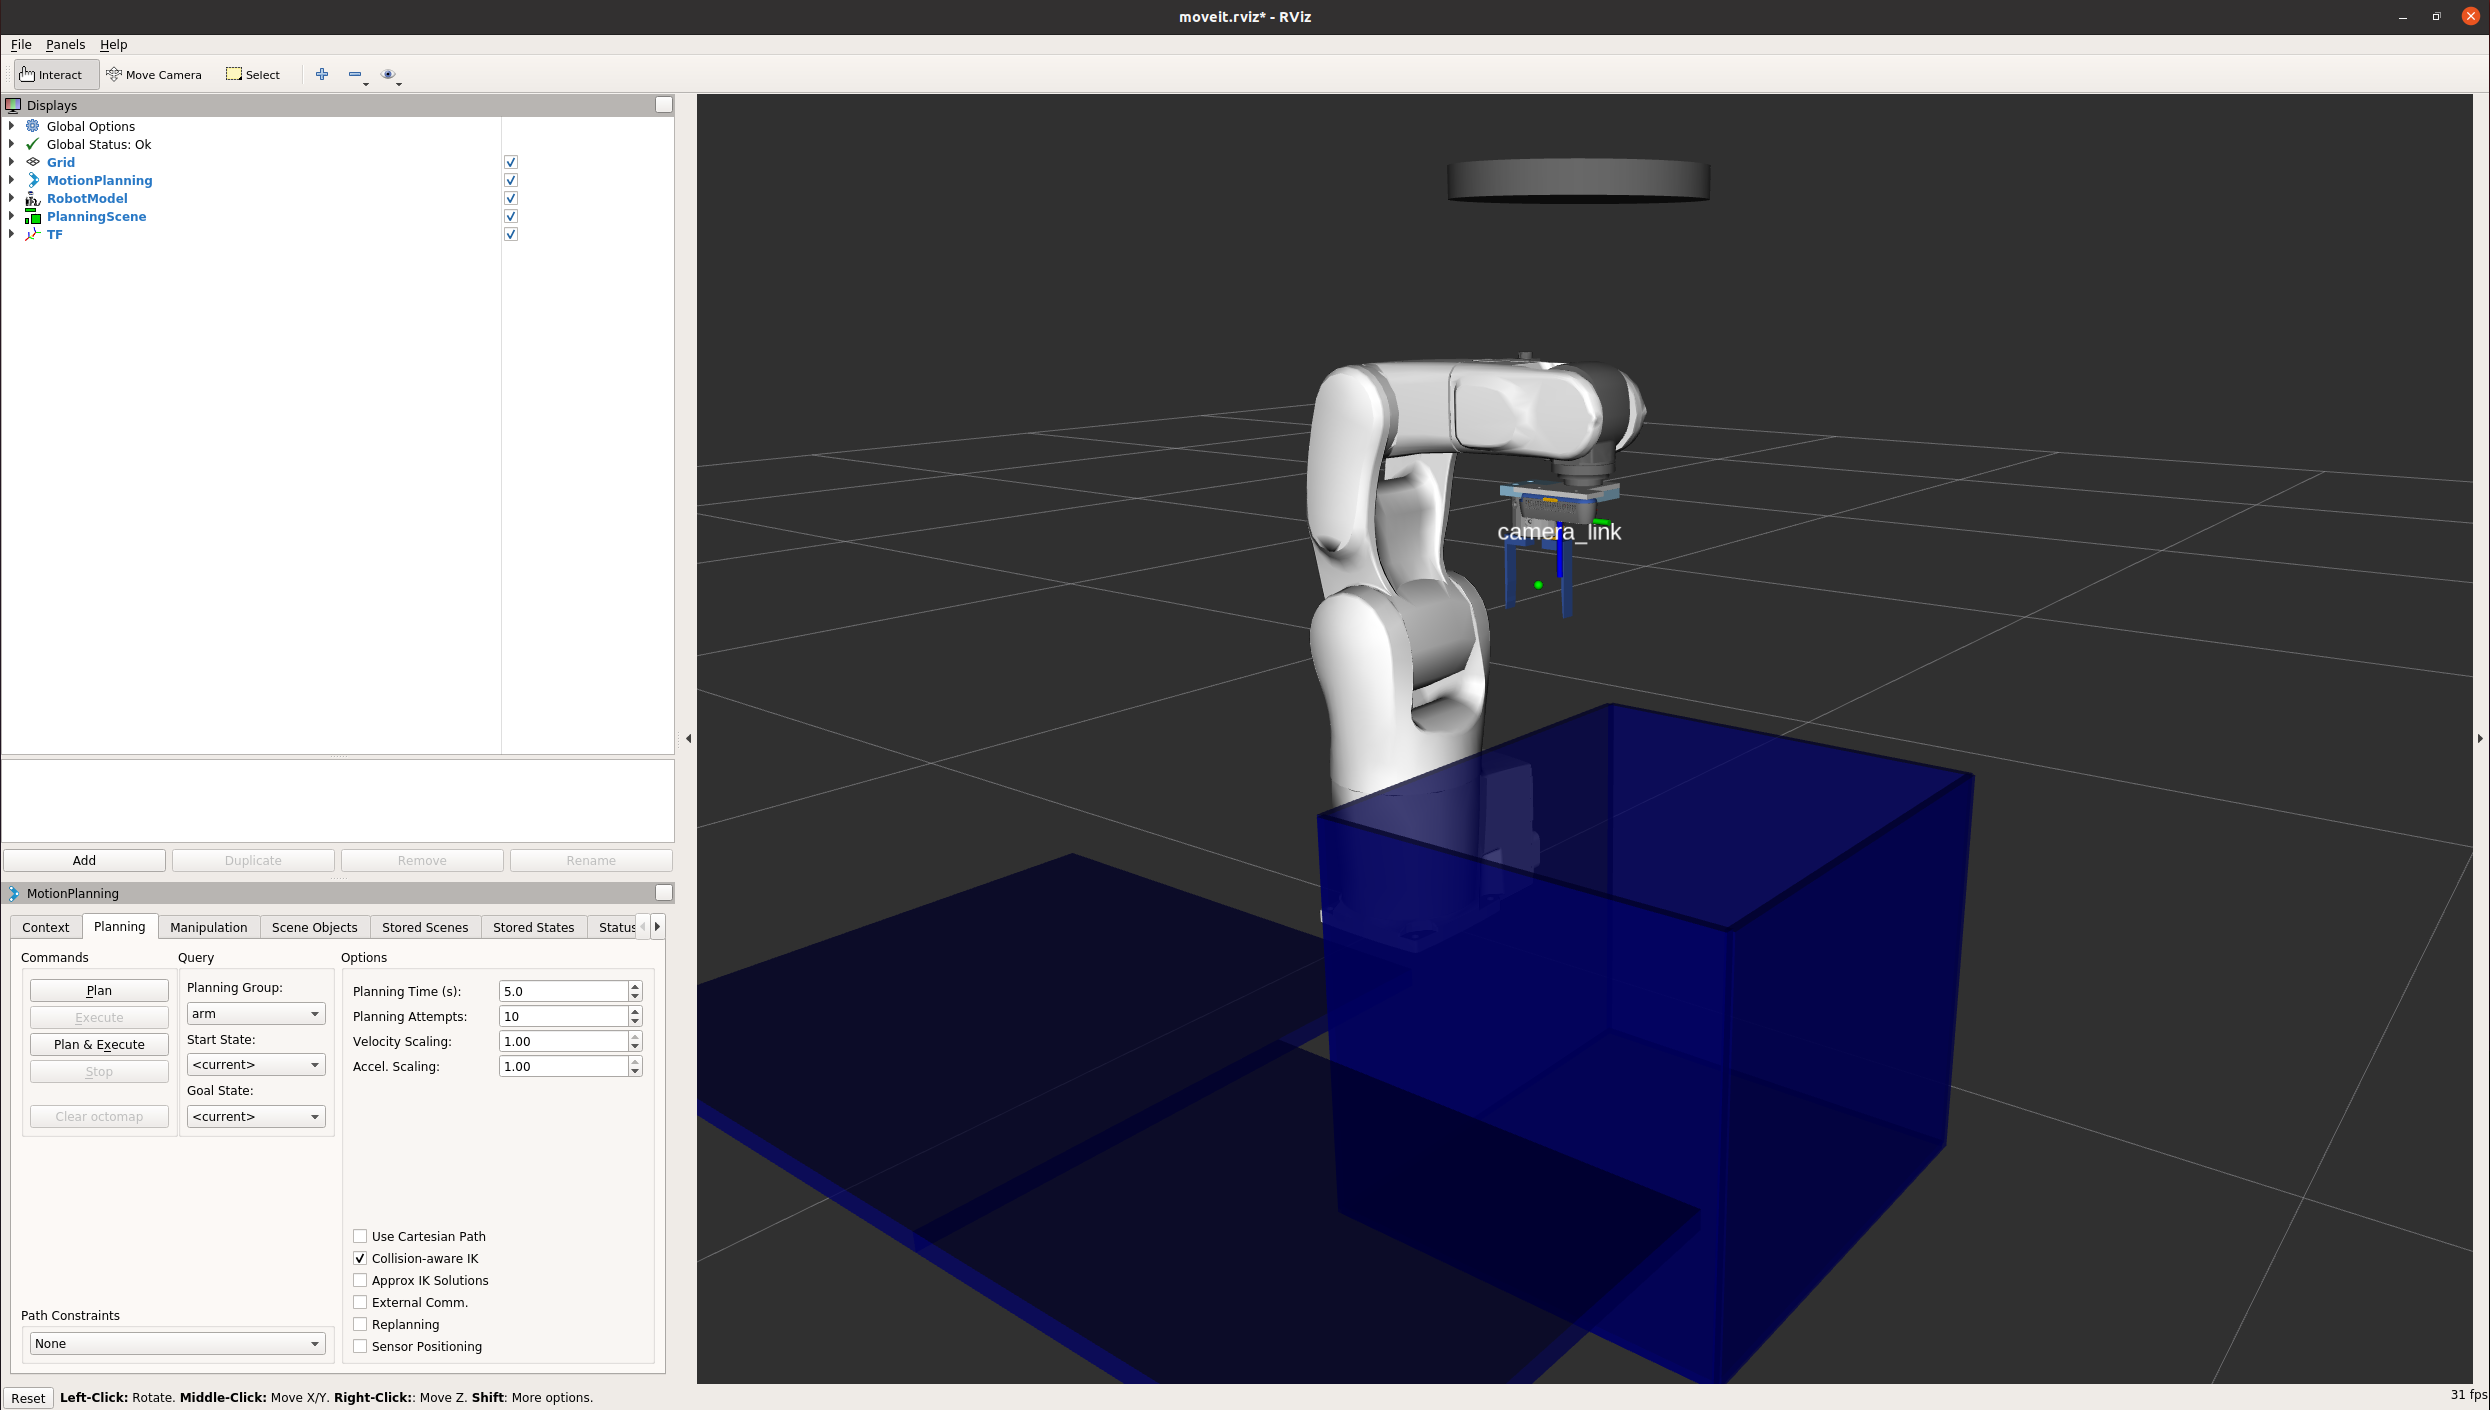 moveit.rviz* - RViz
File Panels Help
Interact Move Camera Select
Displays
Global Options
Global Status: Ok
Grid
MotionPlanning
RobotModel
PlanningScene
TF
Add Duplicate Remove Rename
MotionPlanning
Context Planning Manipulation Scene Objects Stored Scenes Stored States Status
Commands
Plan
Execute
Plan & Execute
Stop
Clear octomap
Query
Planning Group:
arm
Start State:
<current>
Goal State:
<current>
Options
Planning Time (s): 5.0
Planning Attempts: 10
Velocity Scaling: 1.00
Accel. Scaling: 1.00
Use Cartesian Path
Collision-aware IK
Approx IK Solutions
External Comm.
Replanning
Sensor Positioning
Path Constraints
None
camera_link
Reset Left-Click: Rotate. Middle-Click: Move X/Y. Right-Click:: Move Z. Shift: More options.
31 fps